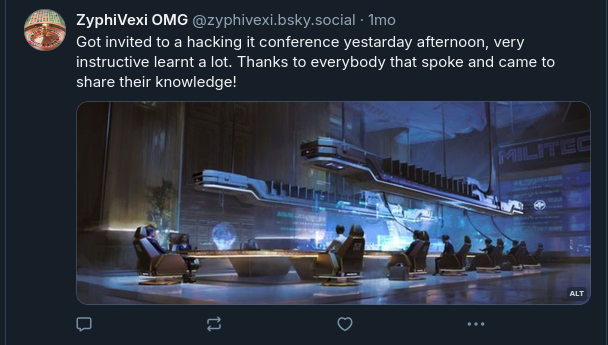 ZyphiVexi OMG @zyphivexi.bsky.social · 1mo
Got invited to a hacking it conference yestarday afternoon, very
instructive learnt a lot. Thanks to everybody that spoke and came to
share their knowledge!
MILITEC
ALT